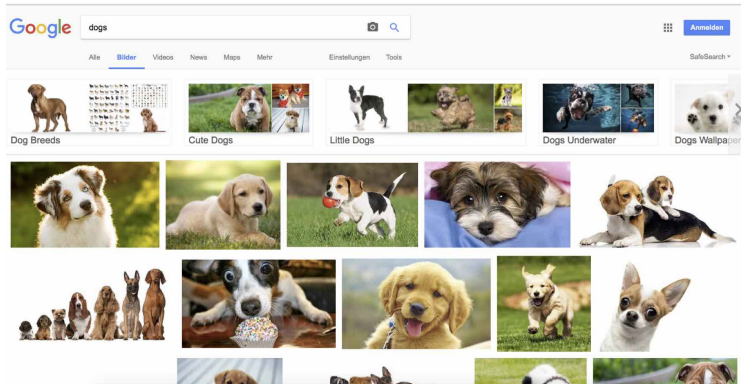 Google dogs
Anmelden
Alle Bilder Videos News Maps Mehr Einstellungen Tools SafeSearch
Dog Breeds Cute Dogs Little Dogs Dogs Underwater Dogs Wallpaper